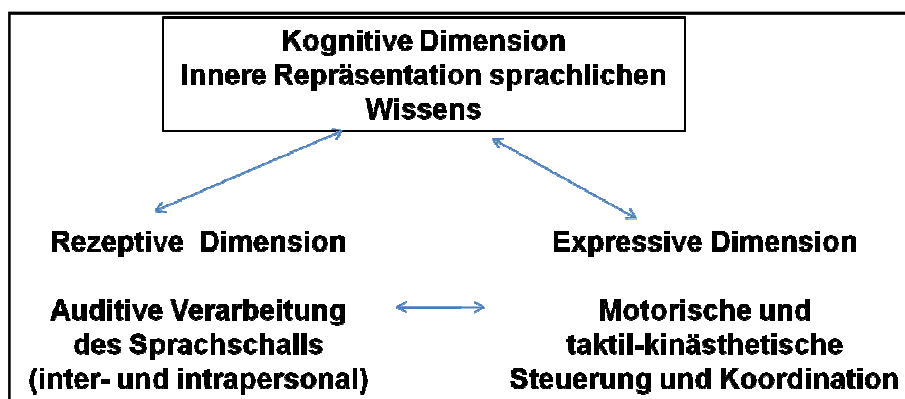 Kognitive Dimension
Innere Repräsentation sprachlichen
Wissens
Rezeptive Dimension
Auditive Verarbeitung
des Sprachschalls
(inter- und intrapersonal)
Expressive Dimension
Motorische und
taktil-kinästhetische
Steuerung und Koordination